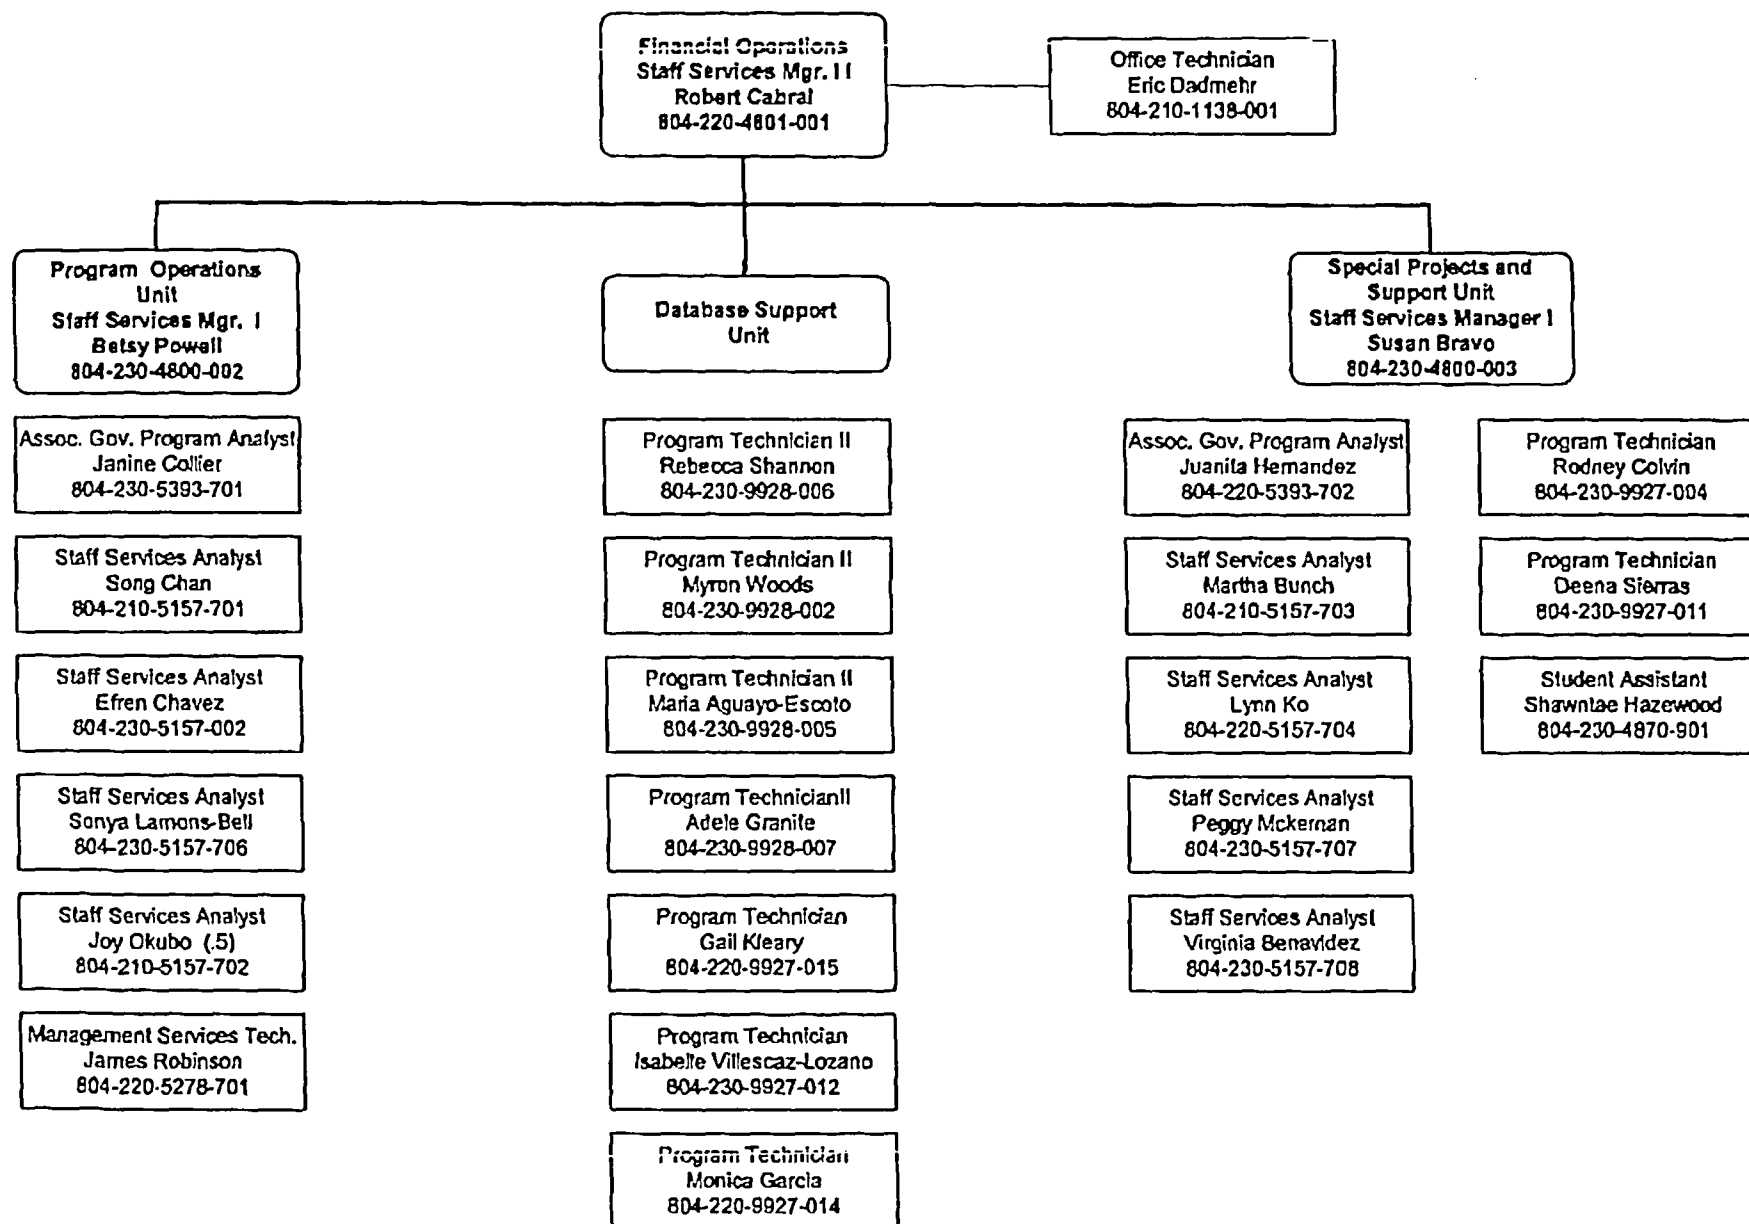 Financial Operations
Staff Services Mgr. II
Robert Cabral
804-220-4801-001
Office Technician
Eric Dadmehr
804-210-1138-001
Program Operations
Unit
Staff Services Mgr. I
Betsy Powell
804-230-4800-002
Database Support
Unit
Special Projects and
Support Unit
Staff Services Manager I
Susan Bravo
804-230-4800-003
Assoc. Gov. Program Analyst
Janine Collier
804-230-5393-701
Staff Services Analyst
Song Chan
804-210-5157-701
Staff Services Analyst
Efren Chavez
804-230-5157-002
Staff Services Analyst
Sonya Lamons-Bell
804-230-5157-706
Staff Services Analyst
Joy Okubo (.5)
804-210-5157-702
Management Services Tech.
James Robinson
804-220-5278-701
Program Technician II
Rebecca Shannon
804-230-9928-006
Program Technician II
Myron Woods
804-230-9928-002
Program Technician II
Maria Aguayo-Escoto
804-230-9928-005
Program TechnicianII
Adele Granite
804-230-9928-007
Program Technician
Gail Kleary
804-220-9927-015
Program Technician
Isabelle Villescaz-Lozano
804-230-9927-012
Program Technician
Monica Garcia
804-220-9927-014
Assoc. Gov. Program Analyst
Juanita Hernandez
804-220-5393-702
Staff Services Analyst
Martha Bunch
804-210-5157-703
Staff Services Analyst
Lynn Ko
804-220-5157-704
Staff Services Analyst
Peggy Mckernan
804-230-5157-707
Staff Services Analyst
Virginia Benavidez
804-230-5157-708
Program Technician
Rodney Colvin
804-230-9927-004
Program Technician
Deena Sierras
804-230-9927-011
Student Assistant
Shawntae Hazewood
804-230-4870-901